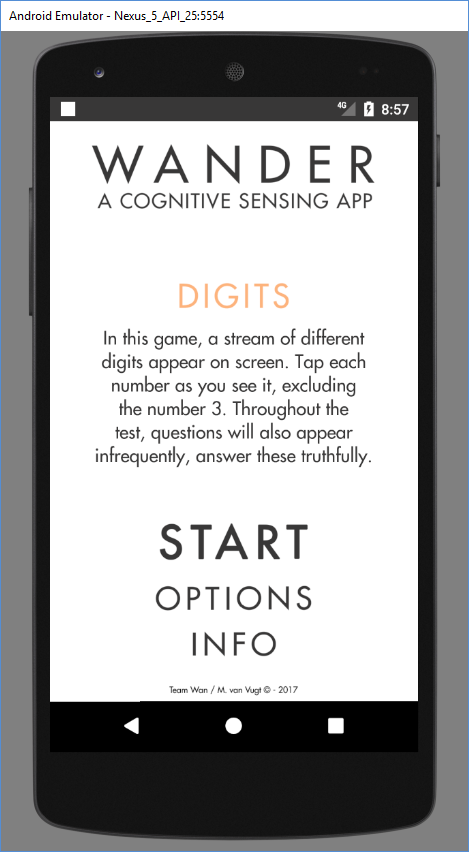 Android Emulator - Nexus_5_API_25:5554
4G 8:57
WANDER
A COGNITIVE SENSING APP
DIGITS
In this game, a stream of different
digits appear on screen. Tap each
number as you see it, excluding
the number 3. Throughout the
test, questions will also appear
infrequently, answer these truthfully.
START
OPTIONS
INFO
Team Wan / M. van Vugt © - 2017